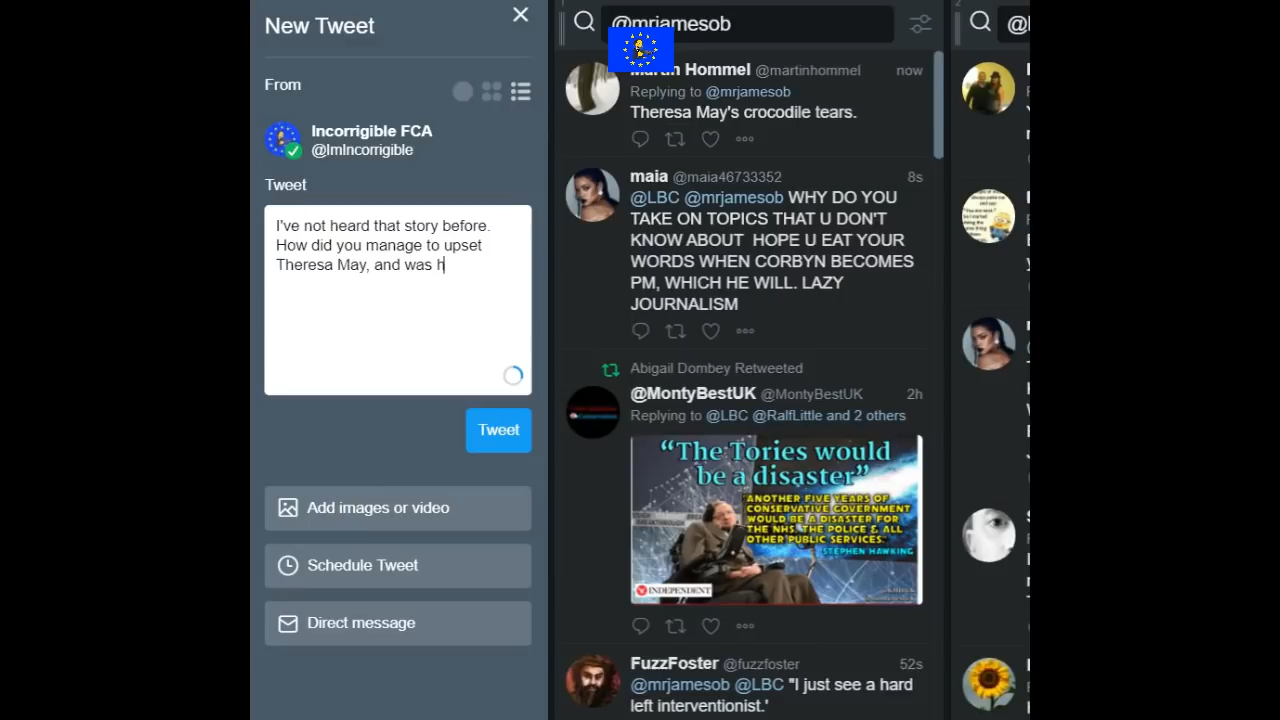 New Tweet
From
Incorrigible FCA
@ImIncorrigible
Tweet
I've not heard that story before.
How did you manage to upset
Theresa May, and was h
Tweet
Add images or video
Schedule Tweet
Direct message
1
@mrjamesob
Martin Hommel @martinhommel now
Replying to @mrjamesob
Theresa May's crocodile tears.
maia @maia46733352 8s
@LBC @mrjamesob WHY DO YOU
TAKE ON TOPICS THAT U DON'T
KNOW ABOUT HOPE U EAT YOUR
WORDS WHEN CORBYN BECOMES
PM, WHICH HE WILL. LAZY
JOURNALISM
Abigail Dombey Retweeted
@MontyBestUK @MontyBestUK 2h
Replying to @LBC @RalfLittle and 2 others
“The Tories would
be a disaster”
"ANOTHER FIVE YEARS OF
CONSERVATIVE GOVERNMENT
WOULD BE A DISASTER FOR
THE NHS, THE POLICE & ALL
OTHER PUBLIC SERVICES."
- STEPHEN HAWKING
INDEPENDENT
FuzzFoster @fuzzfoster 52s
@mrjamesob @LBC "I just see a hard
left interventionist.'
2